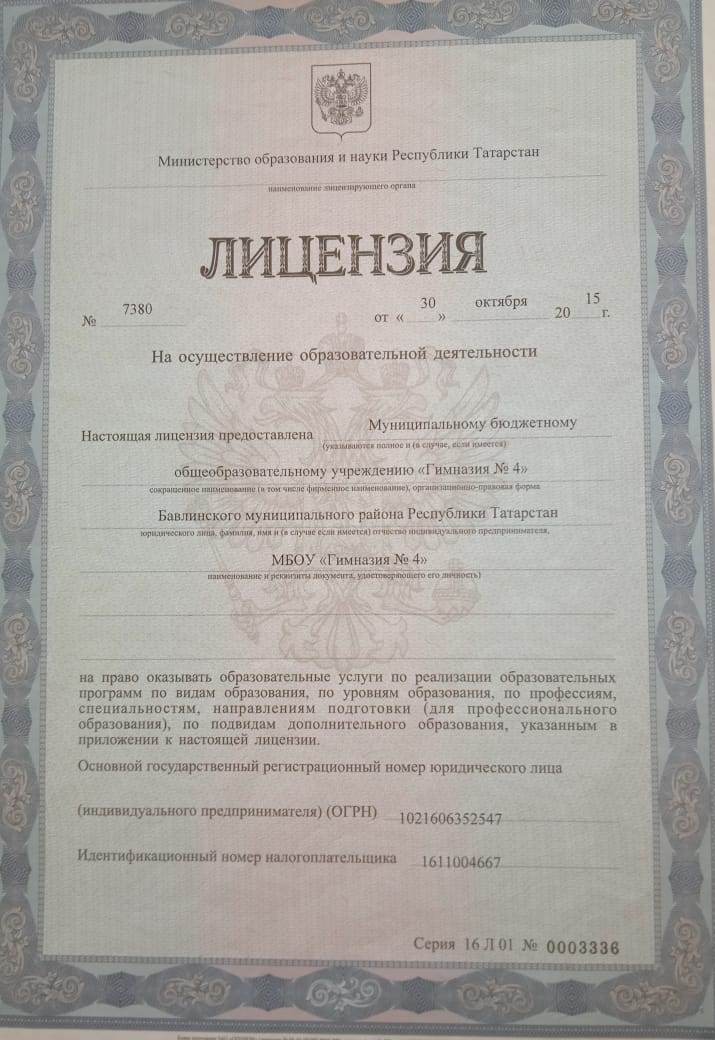 Министерство образования и науки Республики Татарстан
наименование лицензирующего органа
ЛИЦЕНЗИЯ
№ 7380 от « 30 » октября 20 15 г.
На осуществление образовательной деятельности
Настоящая лицензия предоставлена Муниципальному бюджетному
(указываются полное и (в случае, если имеется)
общеобразовательному учреждению «Гимназия № 4»
сокращенное наименование (в том числе фирменное наименование), организационно-правовая форма
Бавлинского муниципального района Республики Татарстан
юридического лица, фамилия, имя и (в случае если имеется) отчество индивидуального предпринимателя,
МБОУ «Гимназия № 4»
наименование и реквизиты документа, удостоверяющего его личность)
на право оказывать образовательные услуги по реализации образовательных
программ по видам образования, по уровням образования, по профессиям,
специальностям, направлениям подготовки (для профессионального
образования), по подвидам дополнительного образования, указанным в
приложении к настоящей лицензии.
Основной государственный регистрационный номер юридического лица
(индивидуального предпринимателя) (ОГРН) 1021606352547
Идентификационный номер налогоплательщика 1611004667
Серия 16 Л 01 № 0003336